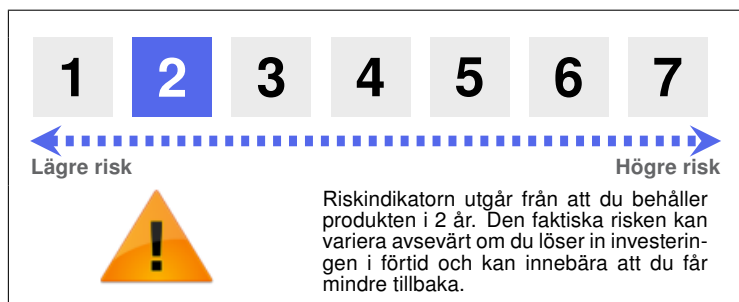 1 2 3 4 5 6 7
Lägre risk Högre risk
!
Riskindikatorn utgår från att du behåller
produkten i 2 år. Den faktiska risken kan
variera avsevärt om du löser in investerin-
gen i förtid och kan innebära att du får
mindre tillbaka.